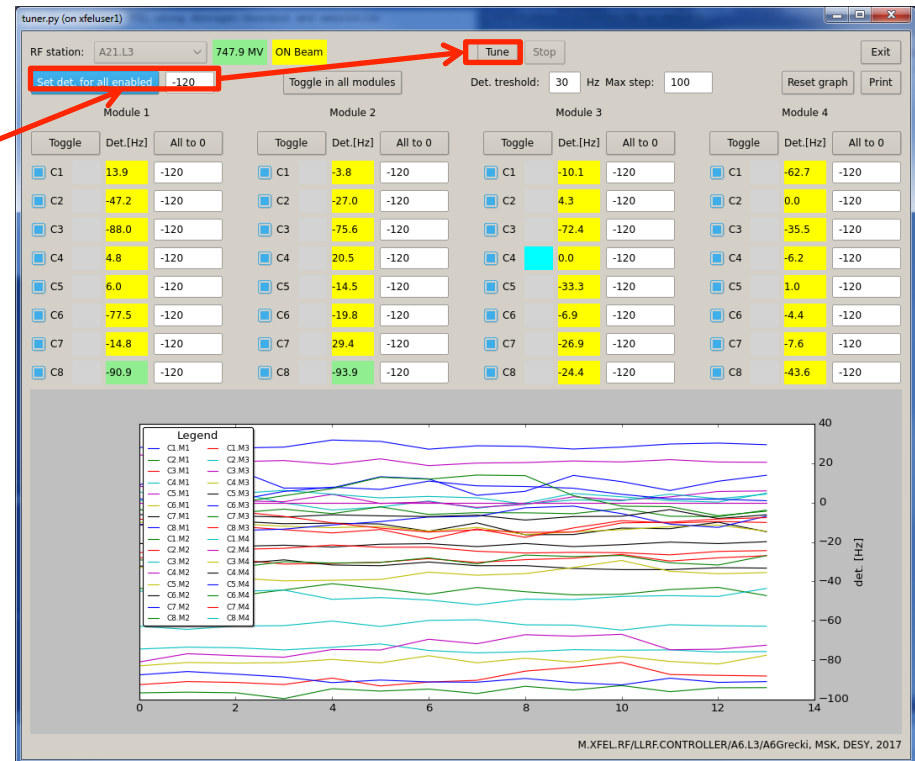 tuner.py (on xfeluser1)
RF station: A21.L3 747.9 MV ON Beam Tune Stop Exit
Set det. for all enabled -120 Toggle in all modules Det. treshold: 30 Hz Max step: 100 Reset graph Print
Module 1 Module 2 Module 3 Module 4
Toggle Det.[Hz] All to 0 Toggle Det.[Hz] All to 0 Toggle Det.[Hz] All to 0 Toggle Det.[Hz] All to 0
C1 13.9 -120 C1 -3.8 -120 C1 -10.1 -120 C1 -62.7 -120
C2 -47.2 -120 C2 -27.0 -120 C2 4.3 -120 C2 0.0 -120
C3 -88.0 -120 C3 -75.6 -120 C3 -72.4 -120 C3 -35.5 -120
C4 4.8 -120 C4 20.5 -120 C4 0.0 -120 C4 -6.2 -120
C5 6.0 -120 C5 -14.5 -120 C5 -33.3 -120 C5 1.0 -120
C6 -77.5 -120 C6 -19.8 -120 C6 -6.9 -120 C6 -4.4 -120
C7 -14.8 -120 C7 29.4 -120 C7 -26.9 -120 C7 -7.6 -120
C8 -90.9 -120 C8 -93.9 -120 C8 -24.4 -120 C8 -43.6 -120
Legend
C1.M1 C1.M3
C2.M1 C2.M3
C3.M1 C3.M3
C4.M1 C4.M3
C5.M1 C5.M3
C6.M1 C6.M3
C7.M1 C7.M3
C8.M1 C8.M3
C1.M2 C1.M4
C2.M2 C2.M4
C3.M2 C3.M4
C4.M2 C4.M4
C5.M2 C5.M4
C6.M2 C6.M4
C7.M2 C7.M4
C8.M2 C8.M4
40
20
0
−20
−40
−60
−80
−100
det. [Hz]
0 2 4 6 8 10 12 14
M.XFEL.RF/LLRF.CONTROLLER/A6.L3/A6Grecki, MSK, DESY, 2017